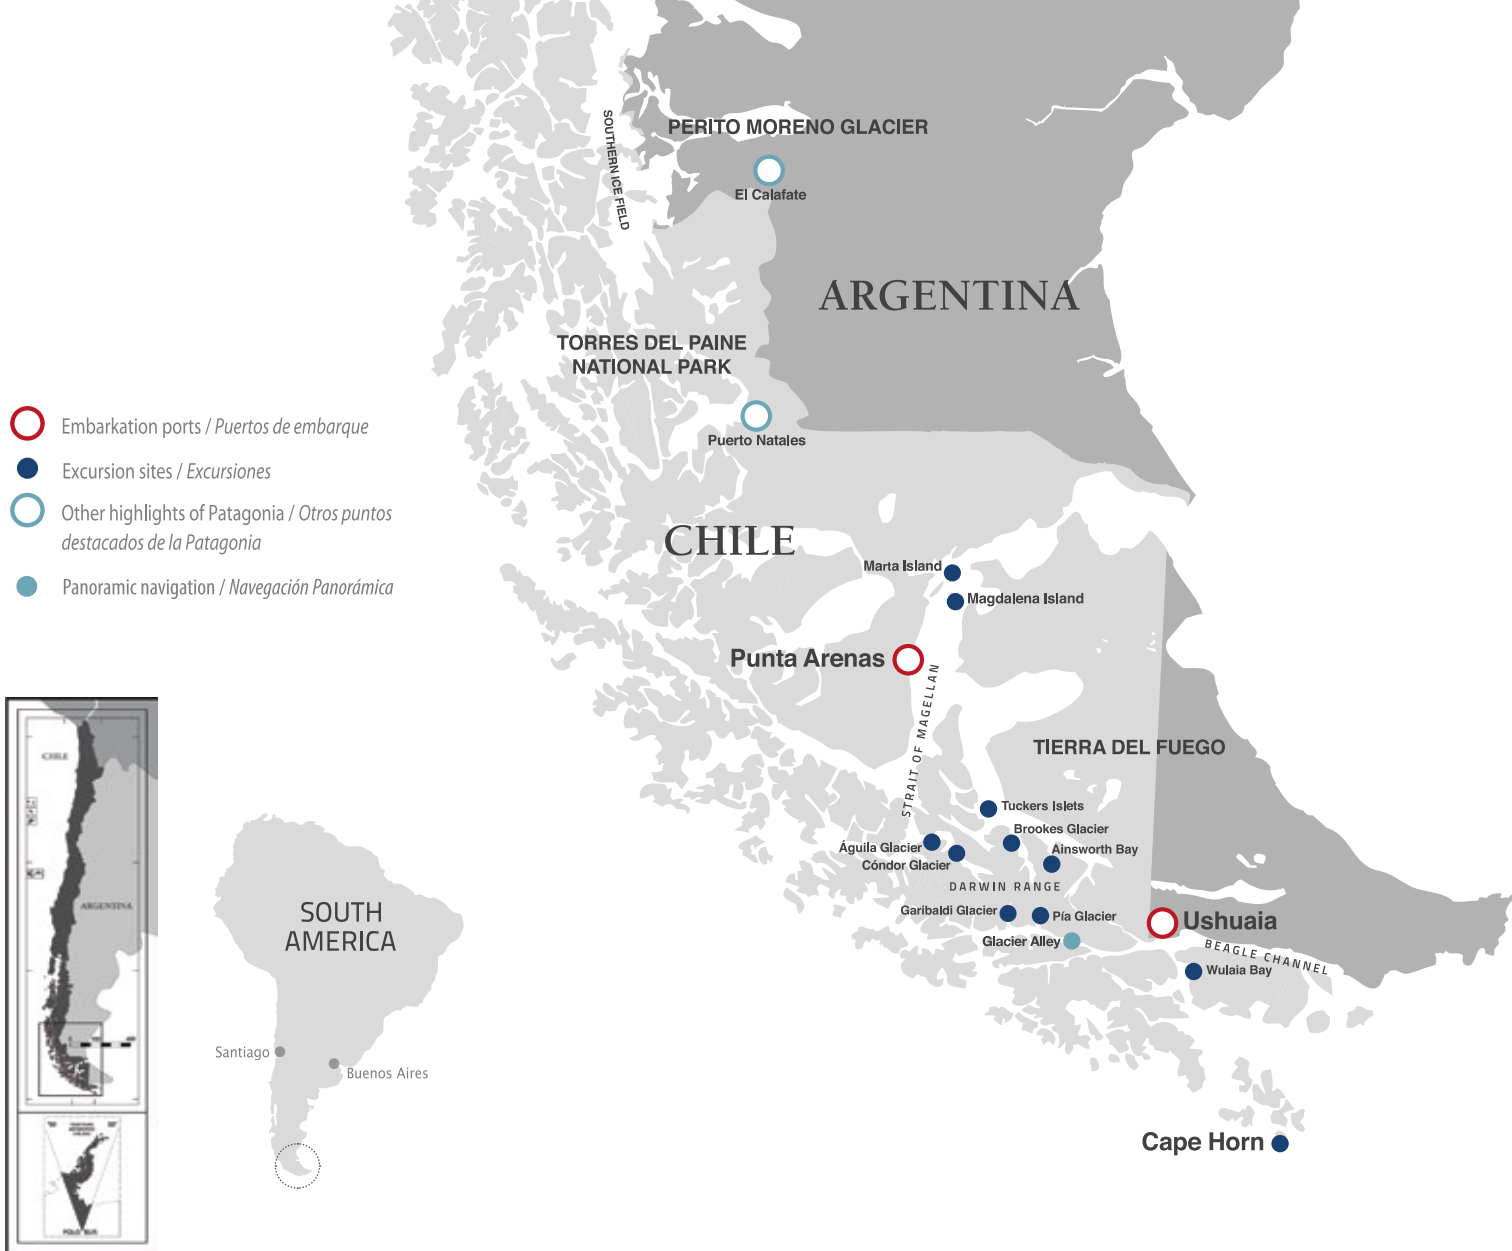 PERITO MORENO GLACIER
SOUTHERN ICE FIELD
El Calafate
ARGENTINA
TORRES DEL PAINE
NATIONAL PARK
Puerto Natales
Embarkation ports / Puertos de embarque
Excursion sites / Excursiones
Other highlights of Patagonia / Otros puntos
destacados de la Patagonia
Panoramic navigation / Navegación Panorámica
CHILE
Marta Island
Magdalena Island
Punta Arenas
STRAIT OF MAGELLAN
TIERRA DEL FUEGO
Tuckers Islets
Brookes Glacier
Águila Glacier
Ainsworth Bay
Cóndor Glacier
DARWIN RANGE
Garibaldi Glacier
Pía Glacier
Ushuaia
Glacier Alley
BEAGLE CHANNEL
Wulaia Bay
Cape Horn
CHILE
ARGENTINA
POLO SUR
SOUTH
AMERICA
Santiago
Buenos Aires